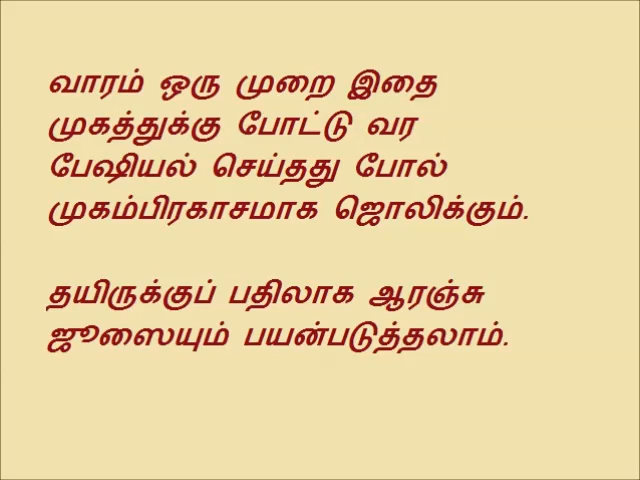 வாரம் ஒரு முறை இதை
முகத்துக்கு போட்டு வர
பேஷியல் செய்தது போல்
முகம்பிரகாசமாக ஜொலிக்கும்.
தயிருக்குப் பதிலாக ஆரஞ்சு
ஜூஸையும் பயன்படுத்தலாம்.